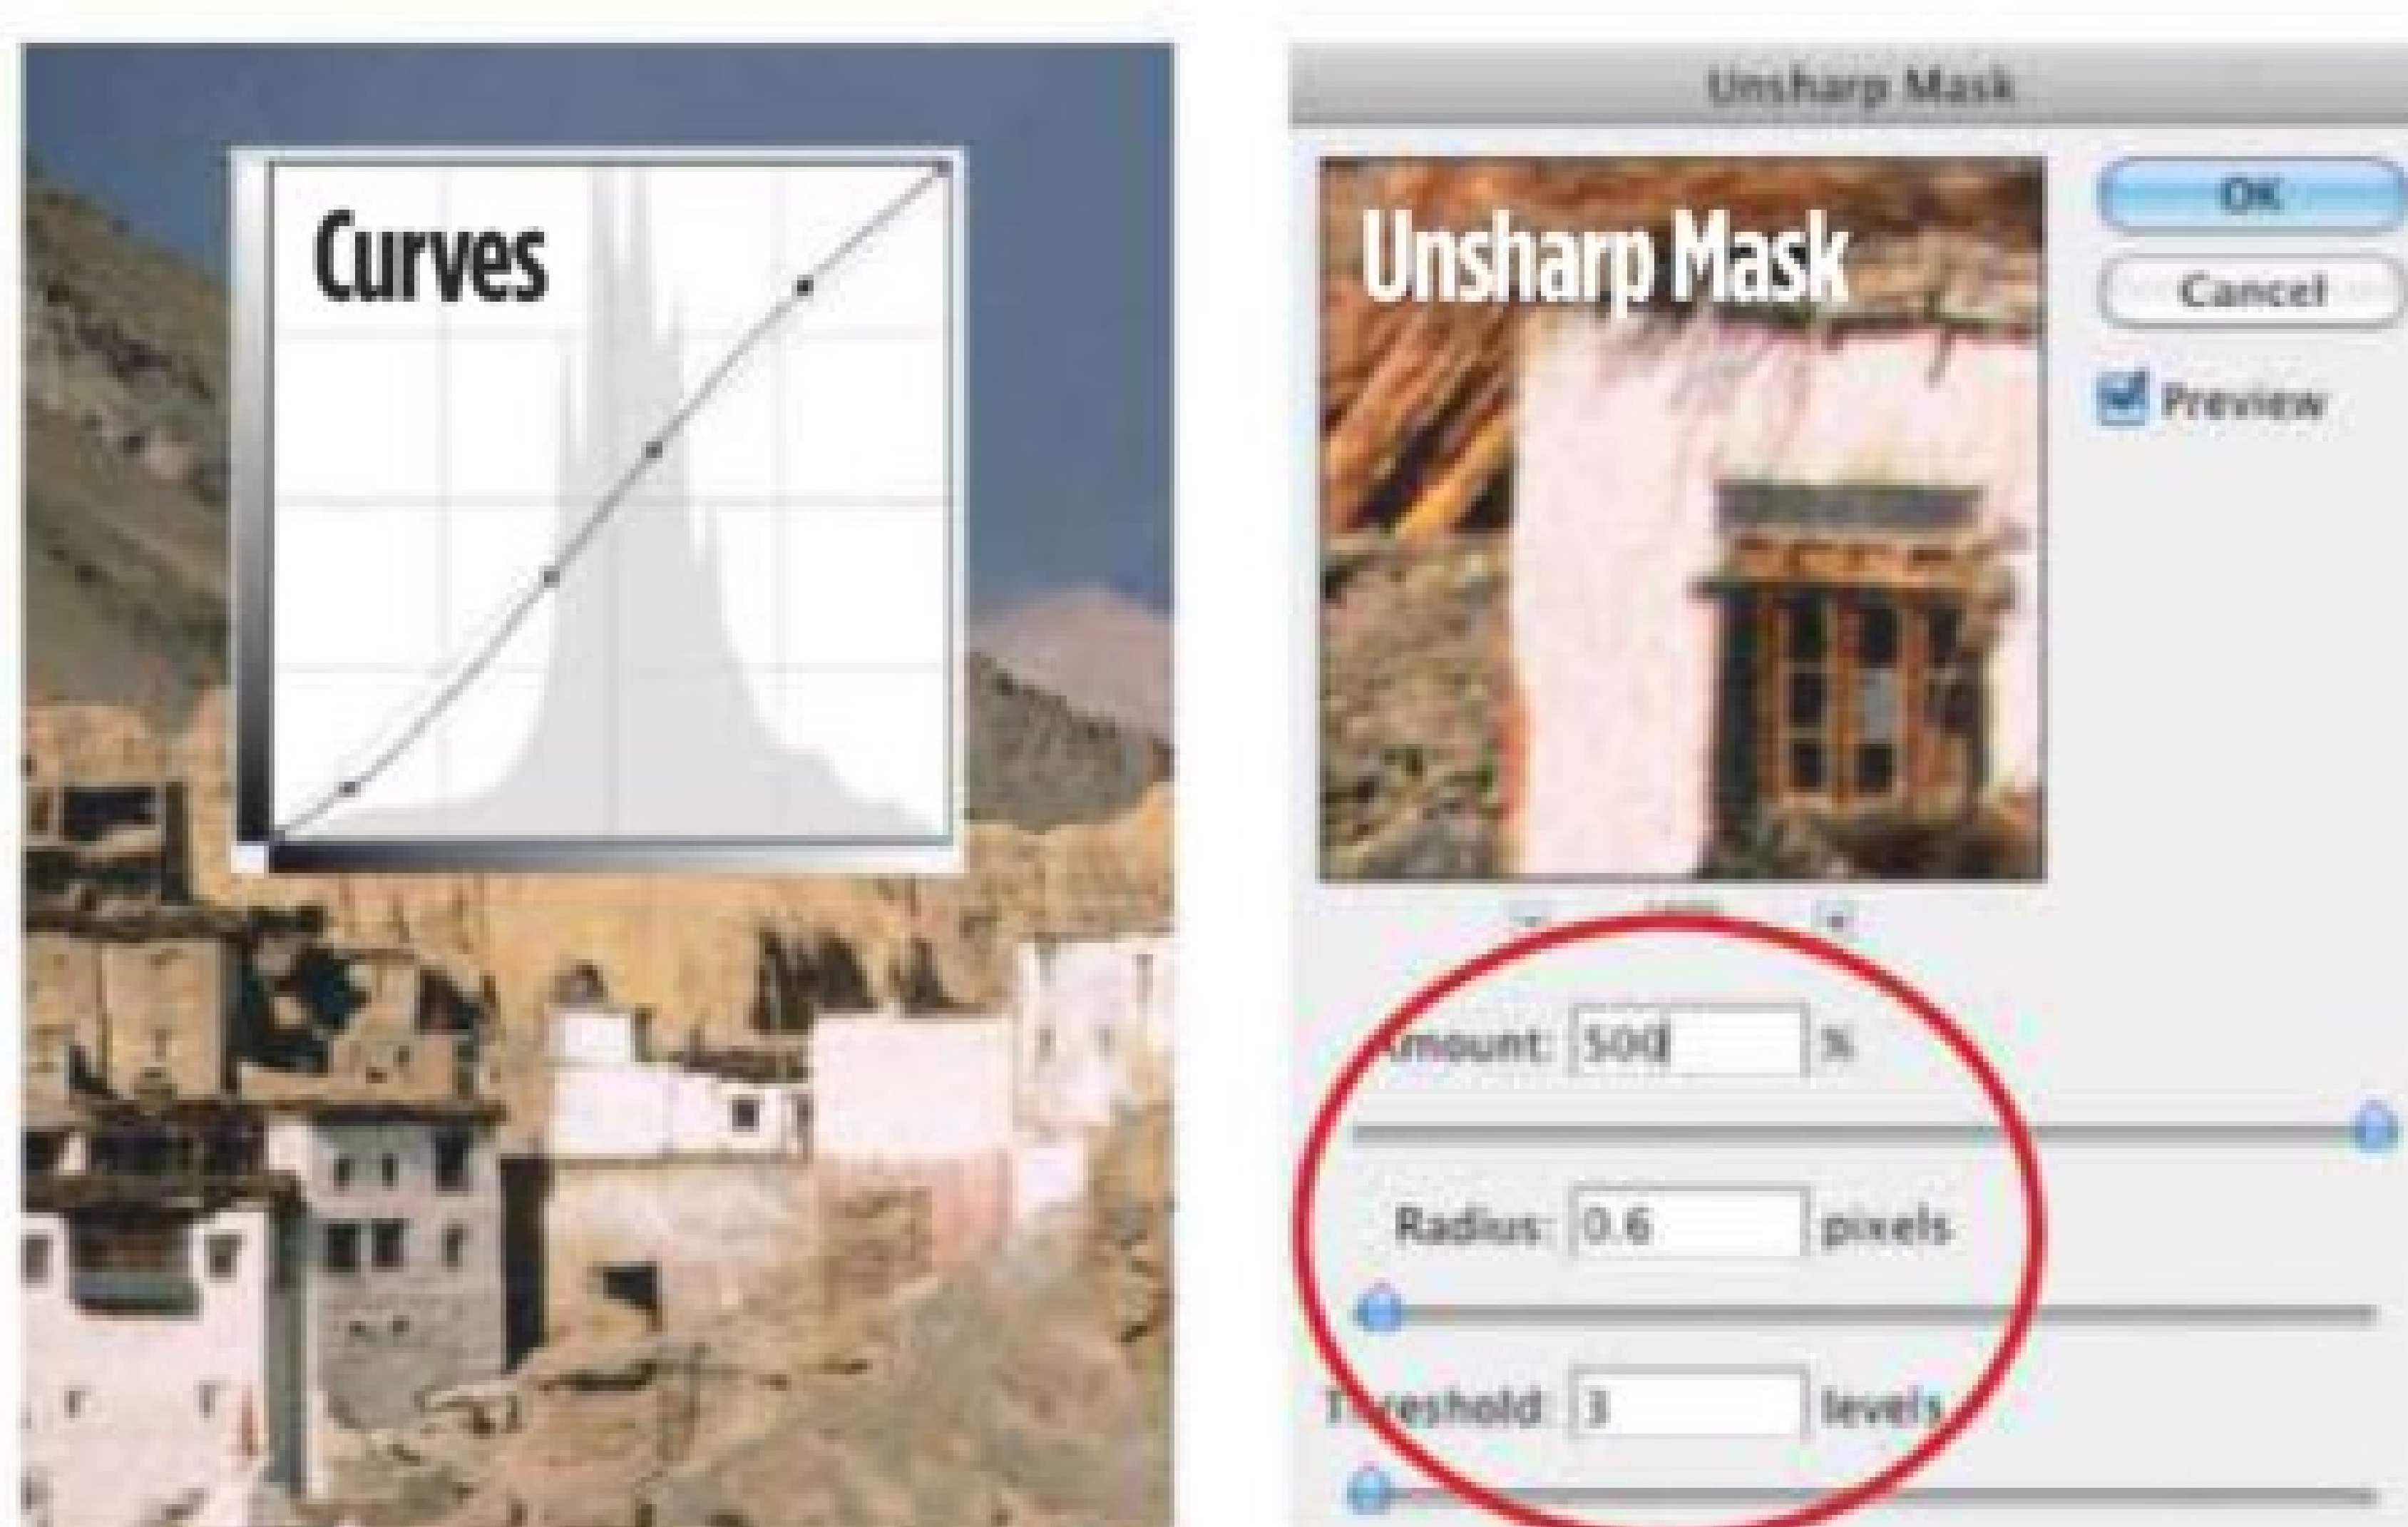 Curves
Unsharp Mask
Unsharp Mask
OK
Cancel
Preview
Amount: 500 %
Radius: 0.6 pixels
Threshold: 3 levels